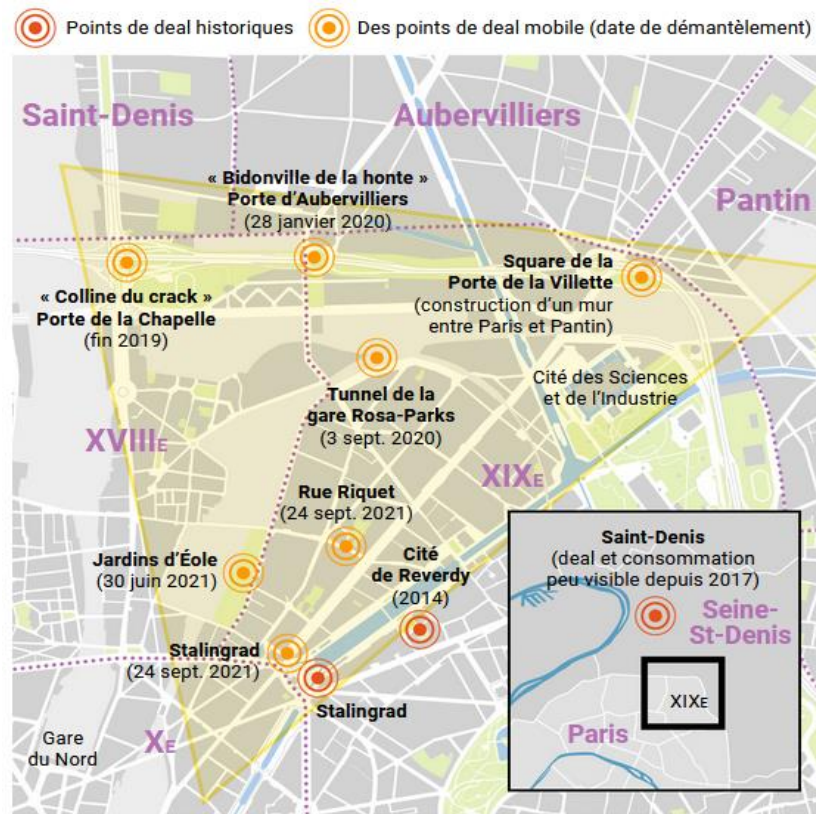 Points de deal historiques
Des points de deal mobile (date de démantèlement)
Saint-Denis
Aubervilliers
Pantin
« Bidonville de la honte »
Porte d'Aubervilliers
(28 janvier 2020)
Square de la
Porte de la Villette
(construction d'un mur
entre Paris et Pantin)
« Colline du crack »
Porte de la Chapelle
(fin 2019)
Cité des Sciences
et de l'Industrie
Tunnel de la
gare Rosa-Parks
(3 sept. 2020)
XVIIIE
XIXE
Rue Riquet
(24 sept. 2021)
Jardins d'Éole
(30 juin 2021)
Cité
de Reverdy
(2014)
Stalingrad
(24 sept. 2021)
Stalingrad
XE
Gare
du Nord
Saint-Denis
(deal et consommation
peu visible depuis 2017)
Seine-
St-Denis
XIXE
Paris